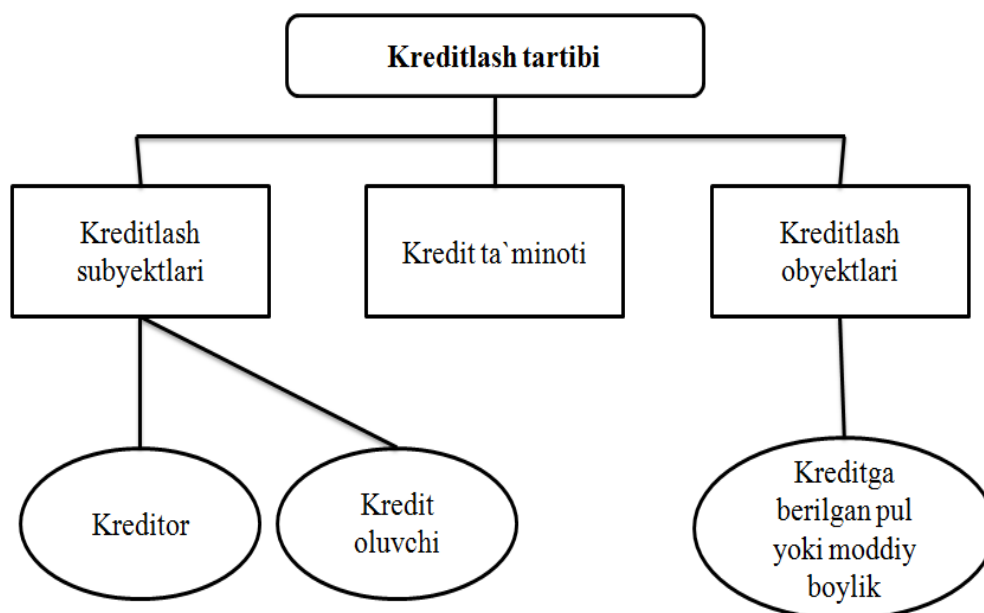 Kreditlash tartibi
Kreditlash
subyektlari
Kredit ta`minoti
Kreditlash
obyektlari
Kreditor
Kredit
oluvchi
Kreditga
berilgan pul
yoki moddiy
boylik